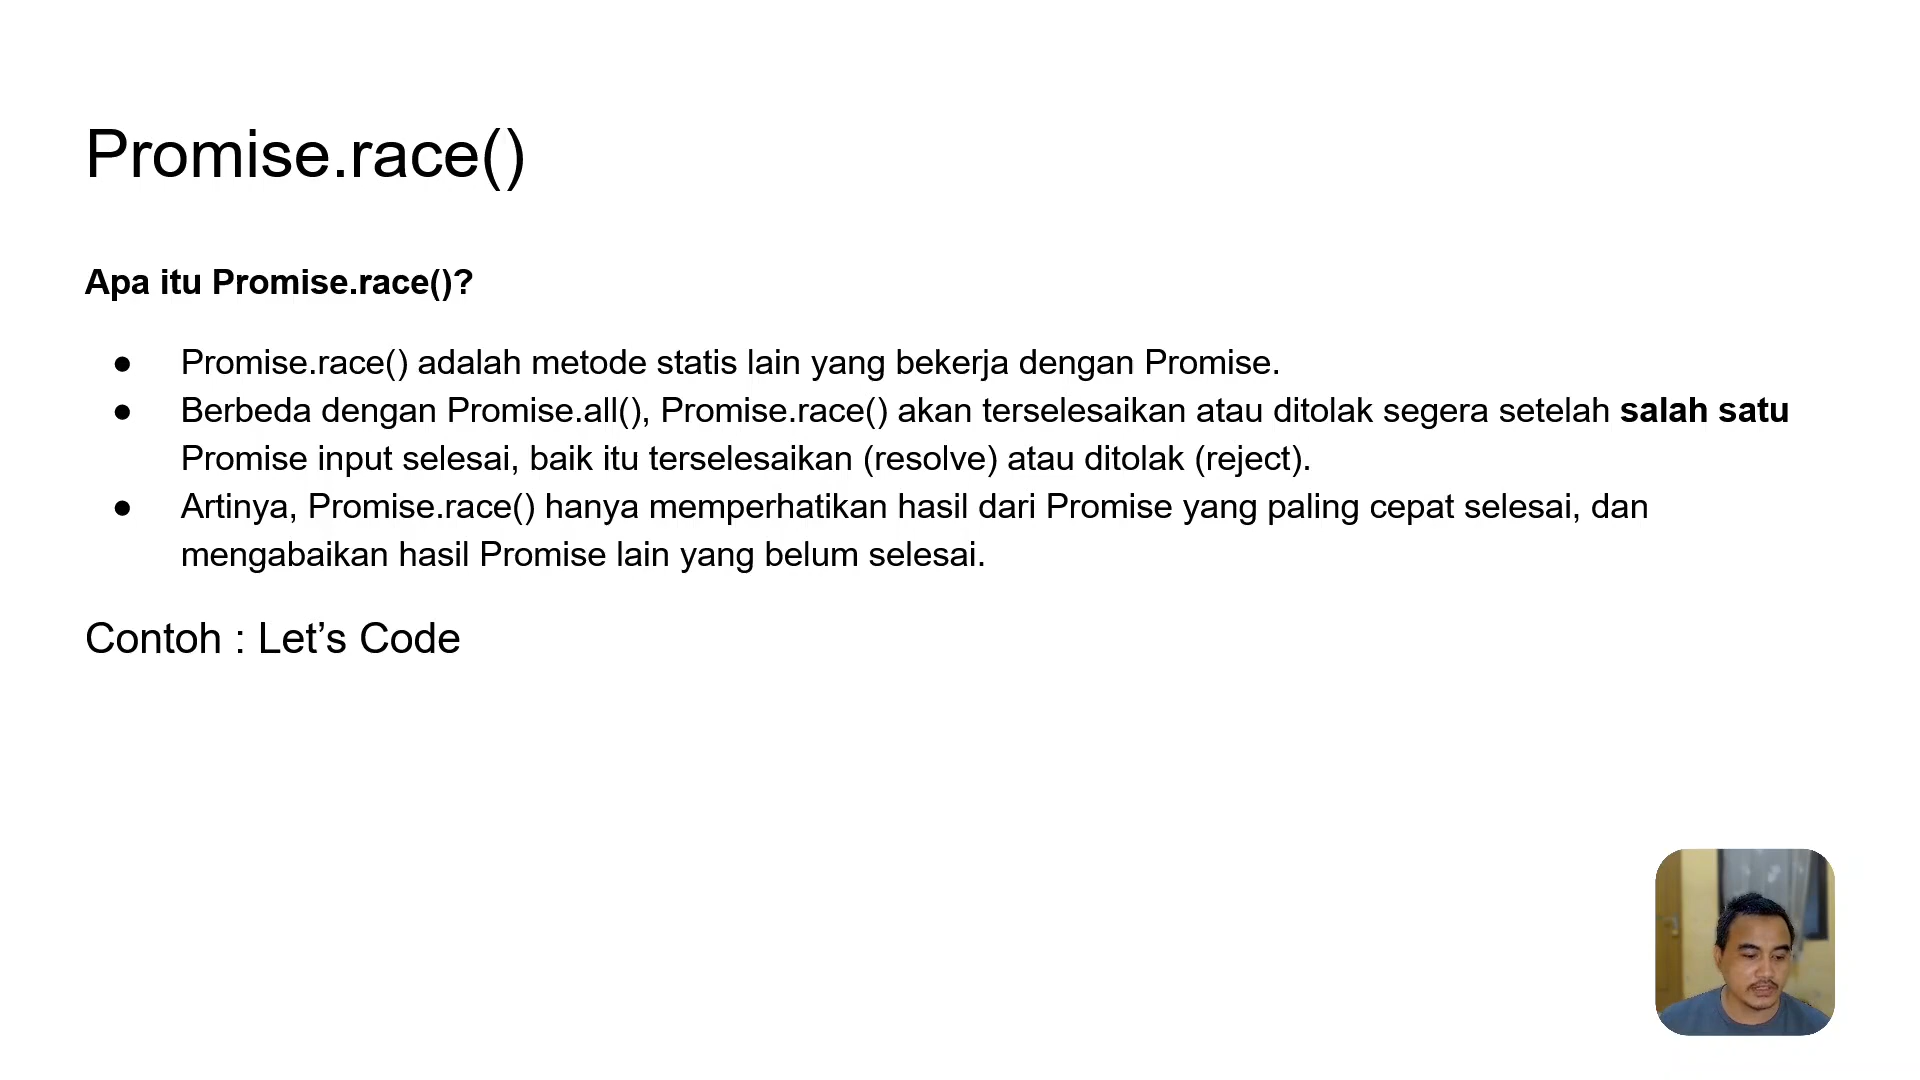 Promise.race()
Apa itu Promise.race()?
● Promise.race() adalah metode statis lain yang bekerja dengan Promise.
● Berbeda dengan Promise.all(), Promise.race() akan terselesaikan atau ditolak segera setelah salah satu
Promise input selesai, baik itu terselesaikan (resolve) atau ditolak (reject).
● Artinya, Promise.race() hanya memperhatikan hasil dari Promise yang paling cepat selesai, dan
mengabaikan hasil Promise lain yang belum selesai.
Contoh : Let’s Code